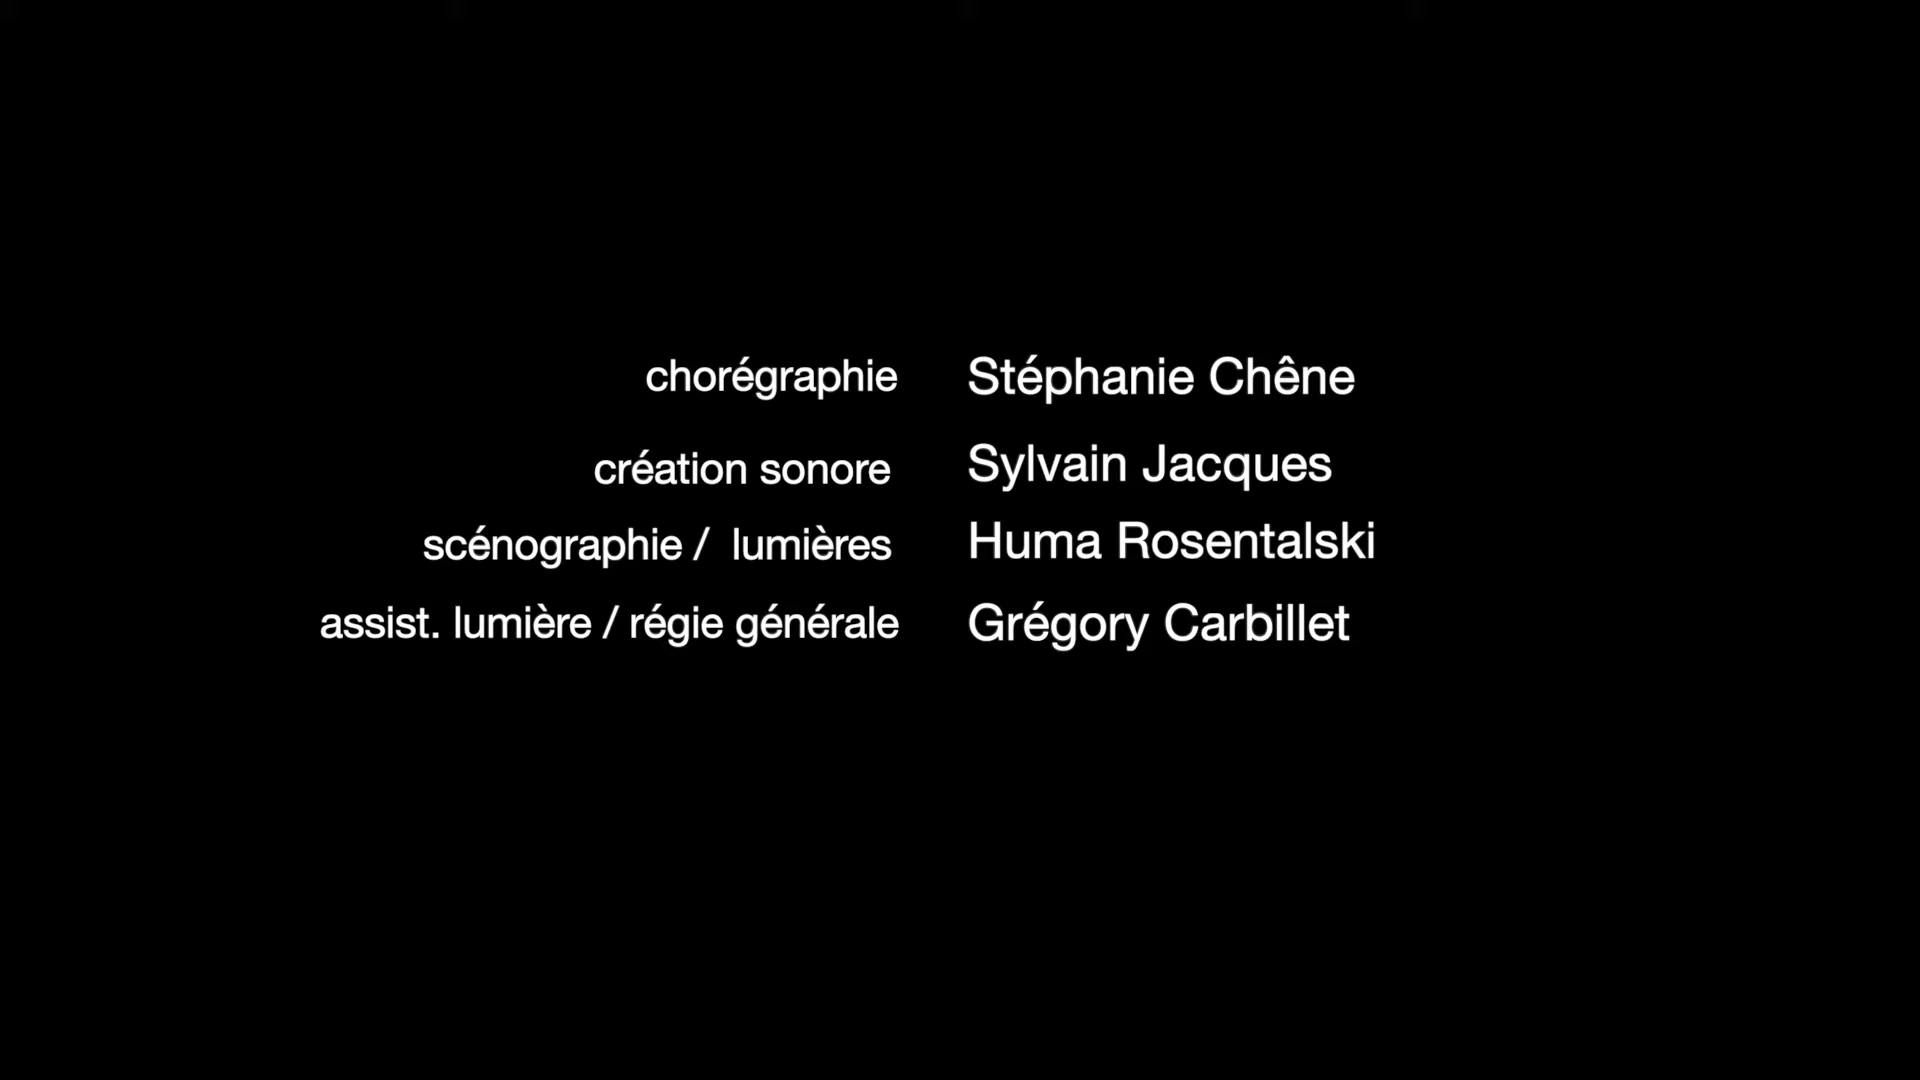 chorégraphie Stéphanie Chêne
création sonore Sylvain Jacques
scénographie / lumières Huma Rosentalski
assist. lumière / régie générale Grégory Carbillet